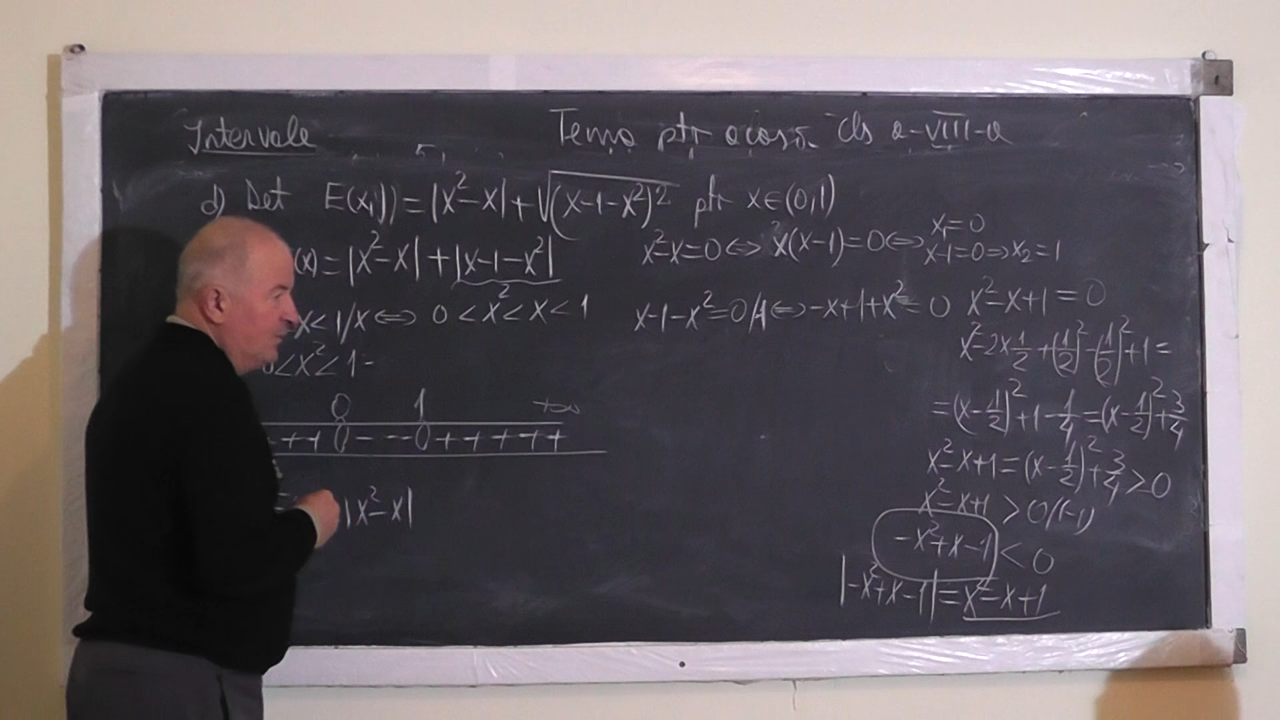 Intervale Tema ptr acasă Cls a-VIII-a
d) Det E(x,)) = |x²-x| + √(x-1-x²)² ptr x∈(0,1)
(x) = |x²-x| + |x-1-x²| x²-x=0 ⇔ x(x-1)=0 ⇔ x₁=0
x-1=0 ⇒ x₂=1
x<1/x ⇔ 0<x²<x<1 x-1-x²=0/-1 ⇔ -x+1+x²=0 x²-x+1=0
0<x²<1- x²-2x 1/2 + (1/2)² - (1/2)² + 1 =
0 1 +∞ = (x-1/2)² + 1 - 1/4 = (x-1/2)² + 3/4
-++0---0++++++ x²-x+1 = (x-1/2)² + 3/4 > 0
|x²-x| x²-x+1 > 0/(-1)
-x²+x-1 < 0
|-x²+x-1| = x²-x+1